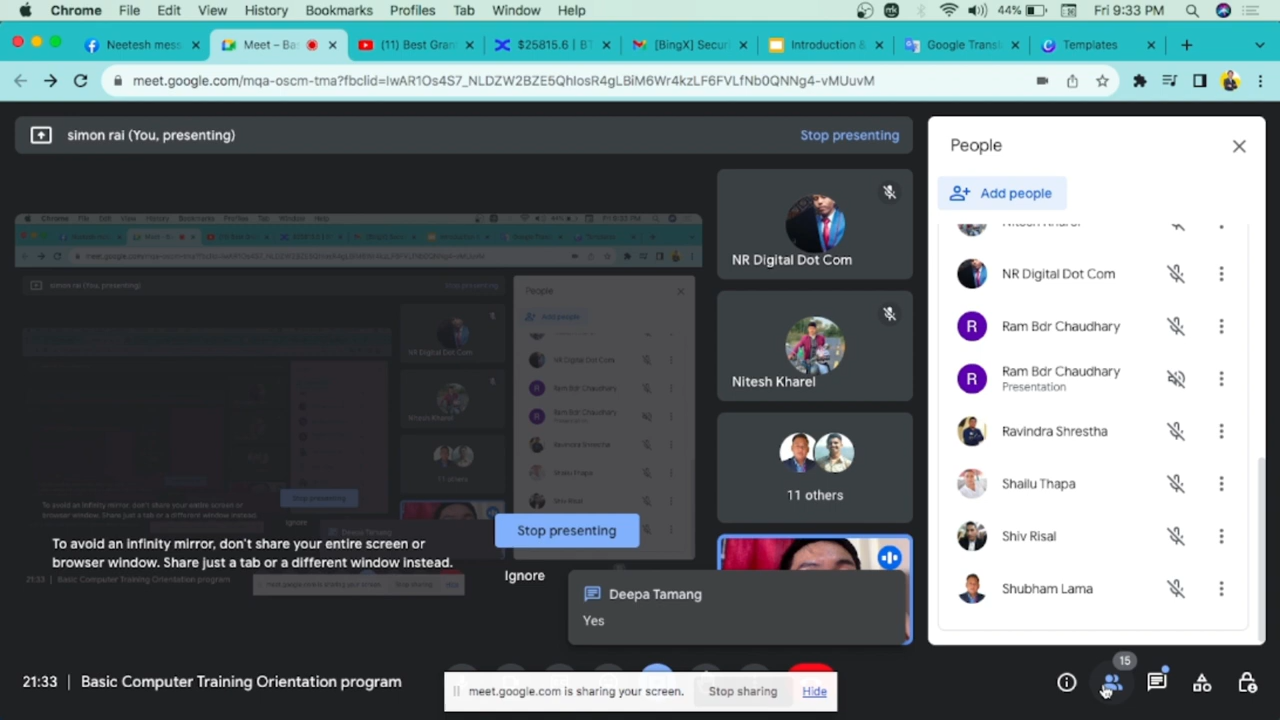 Chrome File Edit View History Bookmarks Profiles Tab Window Help 44% Fri 9:33 PM
Neetesh mess
Meet – Bas
(11) Best Gran
$25815.6 | BT
[BingX] Securi
Introduction &
Google Transl
Templates
meet.google.com/mqa-oscm-tma?fbclid=IwAR1Os4S7_NLDZW2BZE5QhIosR4gLBiM6Wr4kzLF6FVLfNb0QNNg4-vMUuvM
simon rai (You, presenting)
Stop presenting
NR Digital Dot Com
Nitesh Kharel
11 others
To avoid an infinity mirror, don't share your entire screen or
browser window. Share just a tab or a different window instead.
Stop presenting
Ignore
Deepa Tamang
Yes
People
Add people
Nitesh Kharel
NR Digital Dot Com
Ram Bdr Chaudhary
Ram Bdr Chaudhary
Presentation
Ravindra Shrestha
Shailu Thapa
Shiv Risal
Shubham Lama
R
R
21:33 | Basic Computer Training Orientation program
meet.google.com is sharing your screen. Stop sharing Hide
15